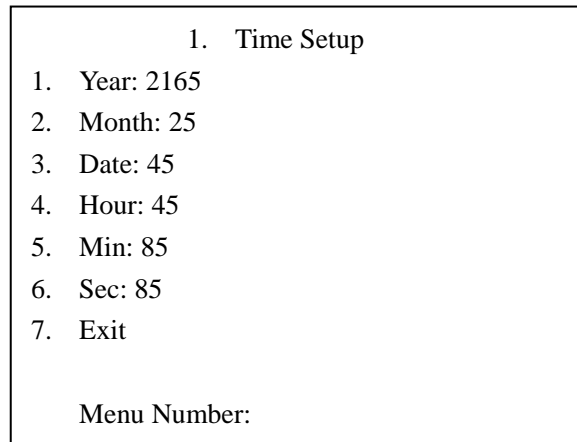 1. Time Setup
1. Year: 2165
2. Month: 25
3. Date: 45
4. Hour: 45
5. Min: 85
6. Sec: 85
7. Exit
Menu Number: